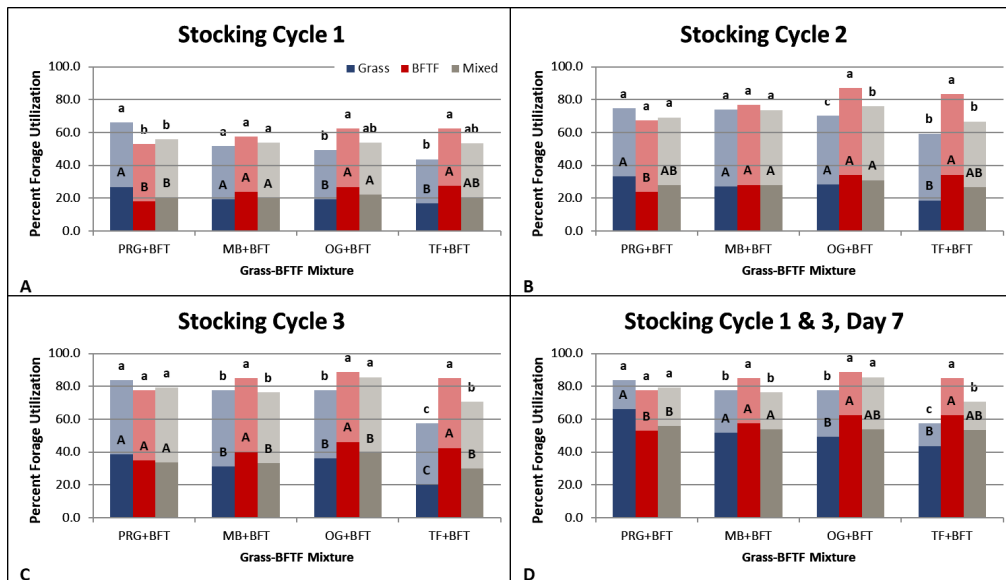 Stocking Cycle 1
Percent Forage Utilization
100.0
80.0
60.0
40.0
20.0
0.0
Grass BFTF Mixed
a b b a a a b a ab b a ab
A B B A A A B A A B A AB
PRG+BFT MB+BFT OG+BFT TF+BFT
Grass-BFTF Mixture
A
Stocking Cycle 2
Percent Forage Utilization
100.0
80.0
60.0
40.0
20.0
0.0
a a a a a a c a b b a b
A B AB A A A A A A B A AB
PRG+BFT MB+BFT OG+BFT TF+BFT
Grass-BFTF Mixture
B
Stocking Cycle 3
Percent Forage Utilization
100.0
80.0
60.0
40.0
20.0
0.0
a a a b a b b a a c a b
A A A B A B B A B C A B
PRG+BFT MB+BFT OG+BFT TF+BFT
Grass-BFTF Mixture
C
Stocking Cycle 1 & 3, Day 7
Percent Forage Utilization
100.0
80.0
60.0
40.0
20.0
0.0
a a a b a b b a a c a b
A B B A A A B A AB B A AB
PRG+BFT MB+BFT OG+BFT TF+BFT
Grass-BFTF Mixture
D